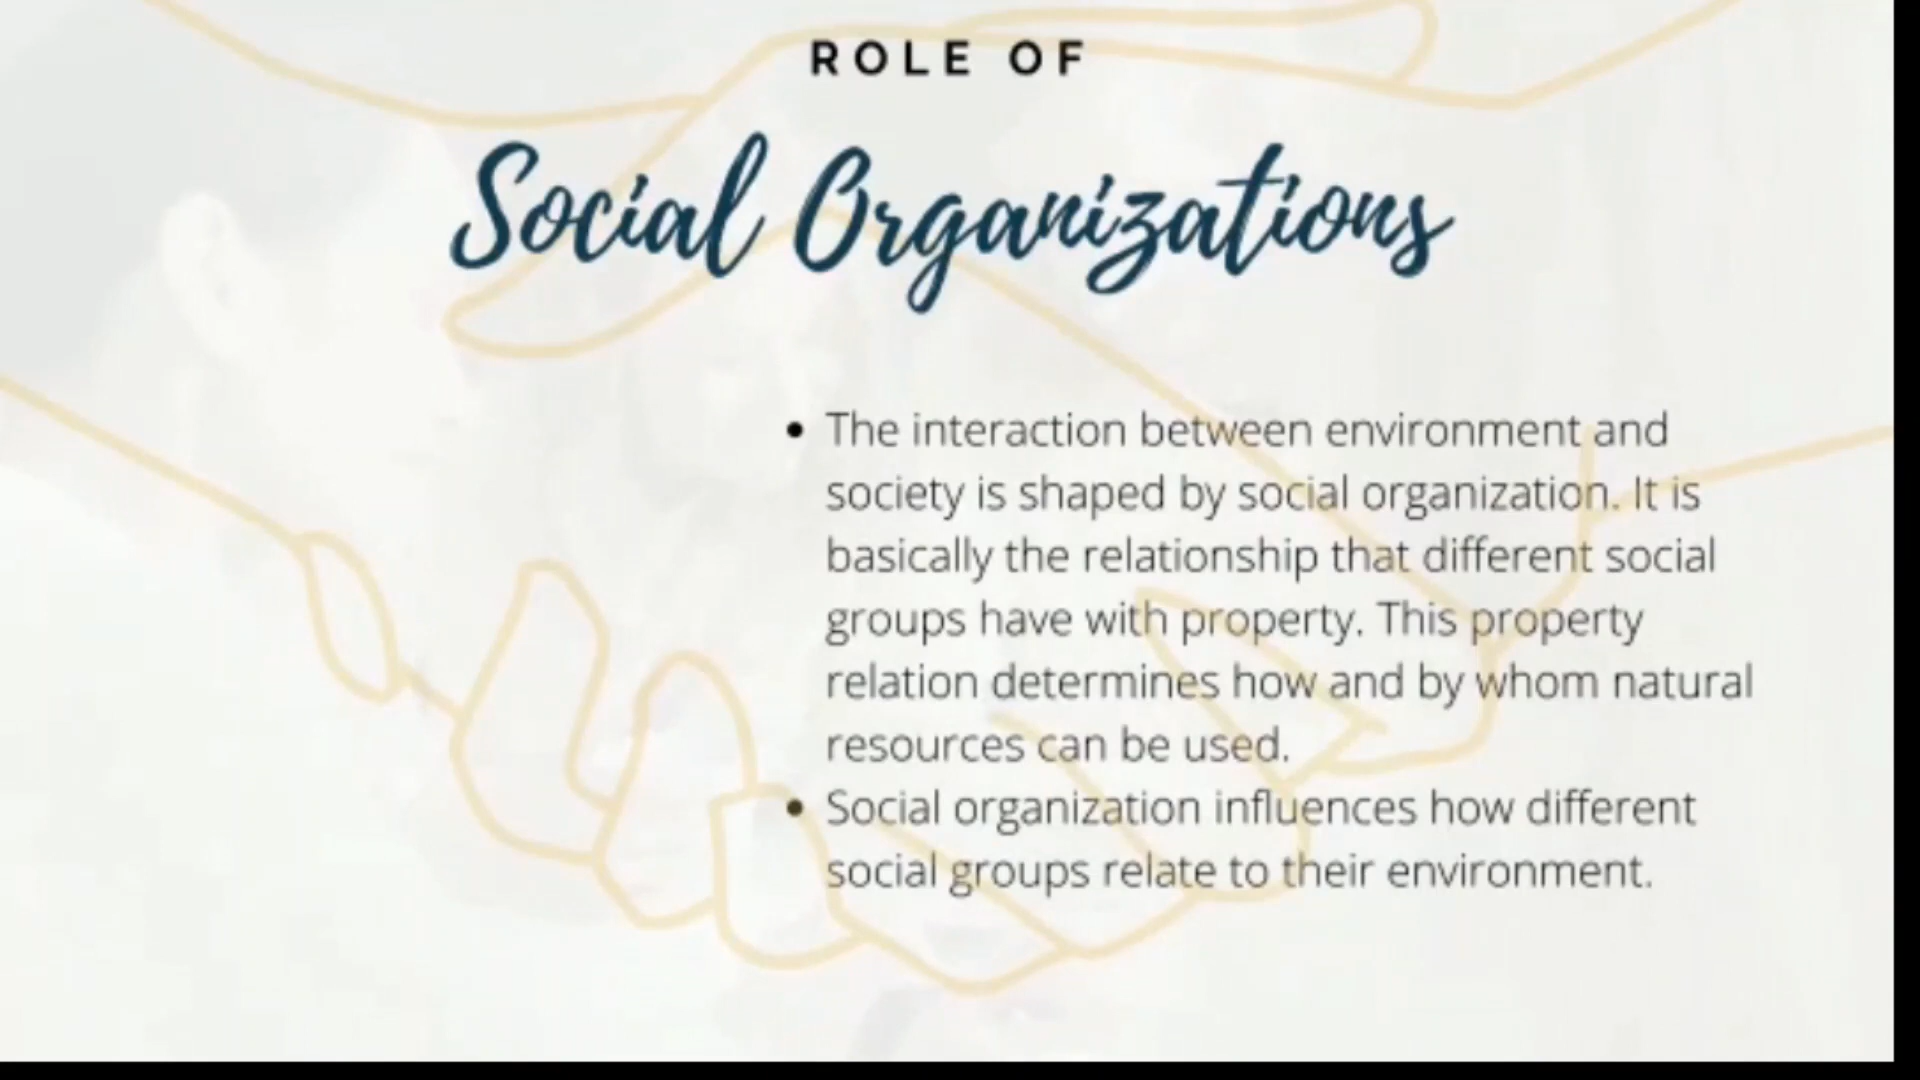 ROLE OF
Social Organizations
• The interaction between environment and
society is shaped by social organization. It is
basically the relationship that different social
groups have with property. This property
relation determines how and by whom natural
resources can be used.
• Social organization influences how different
social groups relate to their environment.